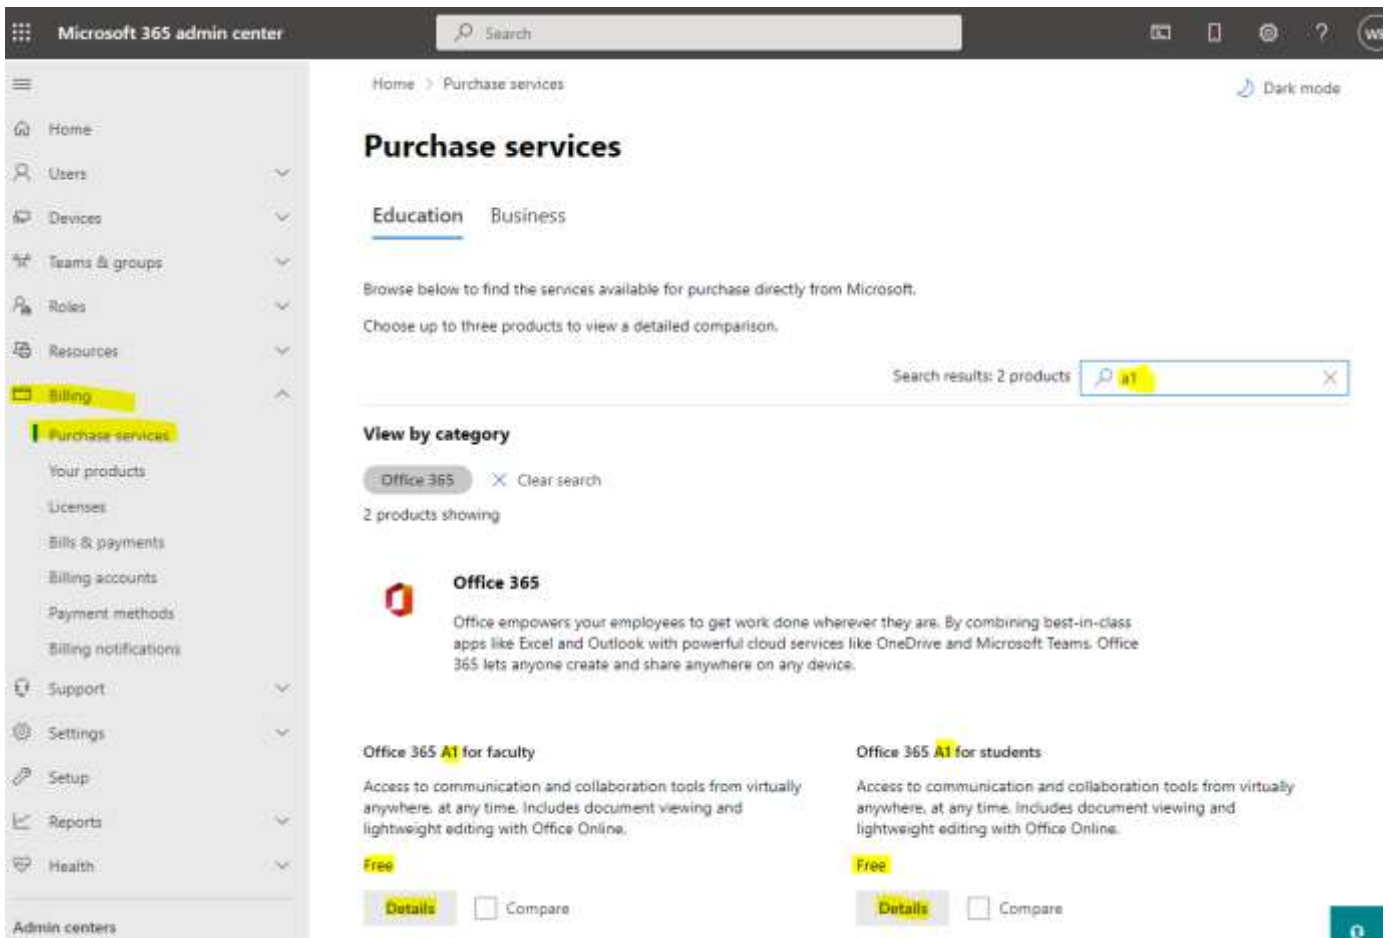 Microsoft 365 admin center
Search
?
Home > Purchase services
Dark mode
Home
Users
Devices
Teams & groups
Roles
Resources
Billing
Purchase services
Your products
Licenses
Bills & payments
Billing accounts
Payment methods
Billing notifications
Support
Settings
Setup
Reports
Health
Admin centers
Purchase services
Education Business
Browse below to find the services available for purchase directly from Microsoft.
Choose up to three products to view a detailed comparison.
Search results: 2 products a1
View by category
Office 365 Clear search
2 products showing
Office 365
Office empowers your employees to get work done wherever they are. By combining best-in-class
apps like Excel and Outlook with powerful cloud services like OneDrive and Microsoft Teams. Office
365 lets anyone create and share anywhere on any device.
Office 365 A1 for faculty
Access to communication and collaboration tools from virtually
anywhere, at any time. Includes document viewing and
lightweight editing with Office Online.
Free
Details Compare
Office 365 A1 for students
Access to communication and collaboration tools from virtually
anywhere, at any time. Includes document viewing and
lightweight editing with Office Online.
Free
Details Compare